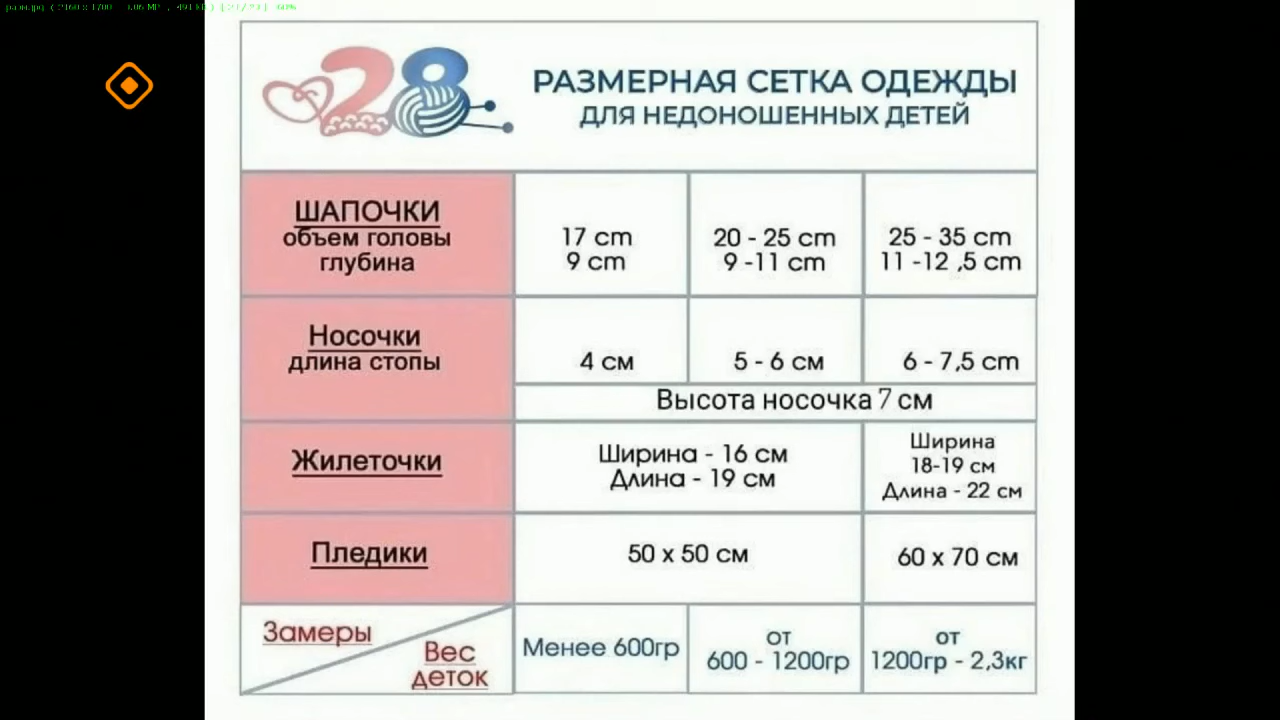 28
РАЗМЕРНАЯ СЕТКА ОДЕЖДЫ
ДЛЯ НЕДОНОШЕННЫХ ДЕТЕЙ
ШАПОЧКИ
объем головы
глубина
17 cm
9 cm
20 - 25 cm
9 -11 cm
25 - 35 cm
11 -12 ,5 cm
Носочки
длина стопы
4 см
5 - 6 см
6 - 7,5 cm
Высота носочка 7 см
Жилеточки
Ширина - 16 см
Длина - 19 см
Ширина
18-19 см
Длина - 22 см
Пледики
50 х 50 см
60 х 70 см
Замеры
Вес
деток
Менее 600гр
от
600 - 1200гр
от
1200гр - 2,3кг